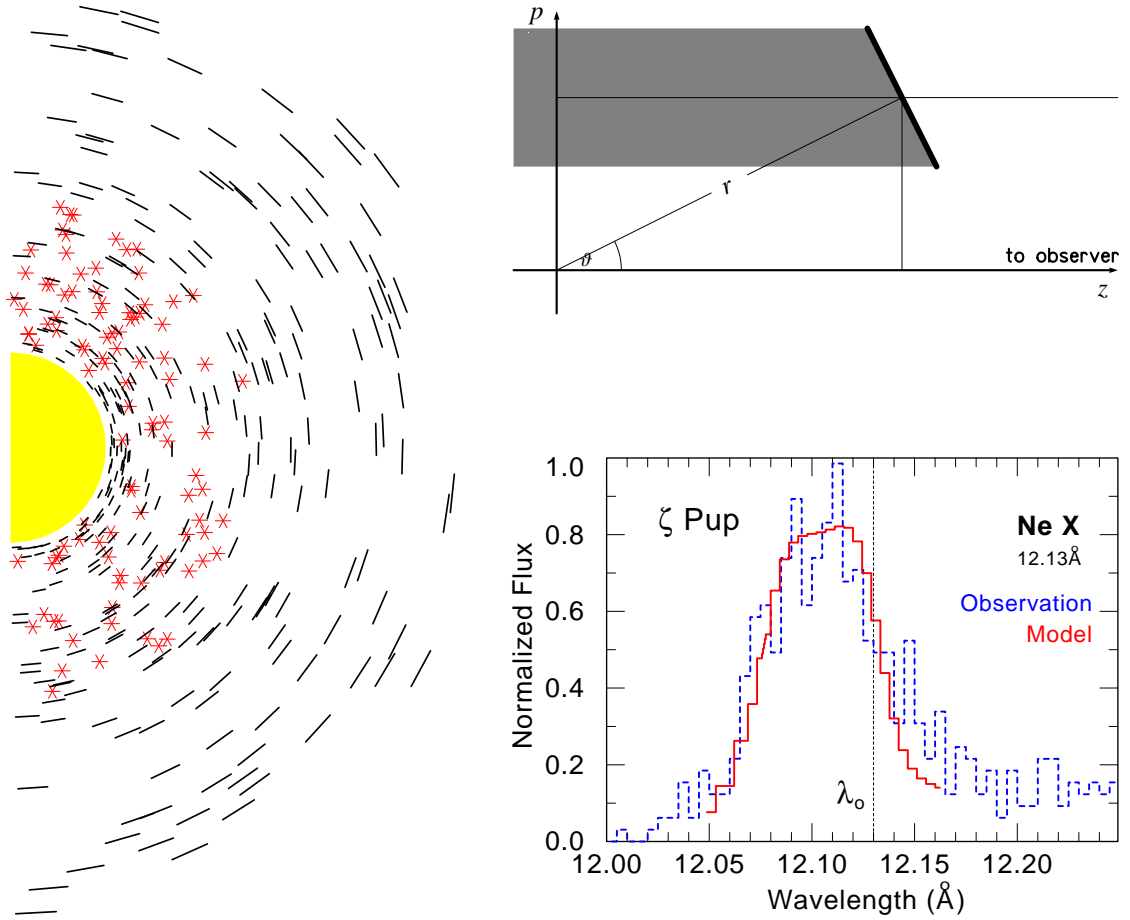 p
r
ϑ
to observer
z
1.0
0.8
0.6
0.4
0.2
0.0
Normalized Flux
ζ Pup
Ne X
12.13Å
Observation
Model
λo
12.00
12.05
12.10
12.15
12.20
Wavelength (Å)